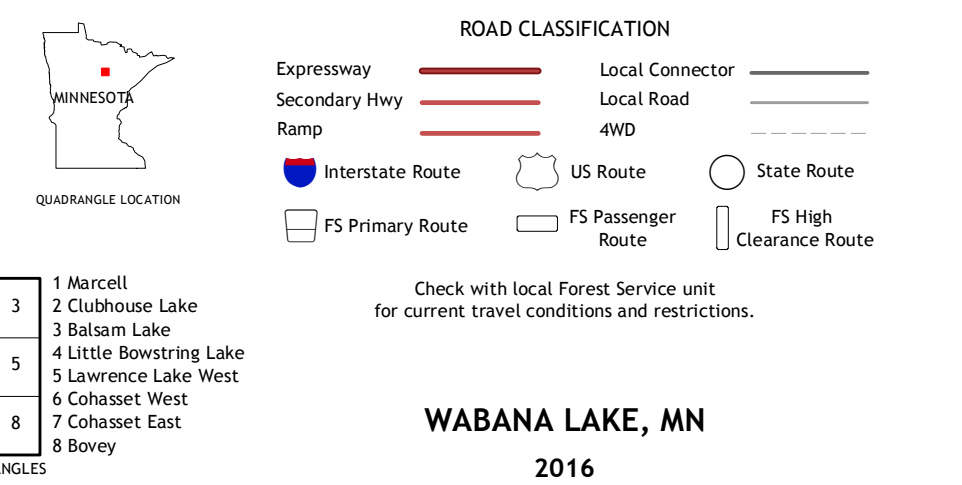 MINNESOTA
QUADRANGLE LOCATION
ROAD CLASSIFICATION
Expressway
Secondary Hwy
Ramp
Local Connector
Local Road
4WD
Interstate Route
US Route
State Route
FS Primary Route
FS Passenger
Route
FS High
Clearance Route
Check with local Forest Service unit
for current travel conditions and restrictions.
3
5
8
1 Marcell
2 Clubhouse Lake
3 Balsam Lake
4 Little Bowstring Lake
5 Lawrence Lake West
6 Cohasset West
7 Cohasset East
8 Bovey
NGLES
WABANA LAKE, MN
2016